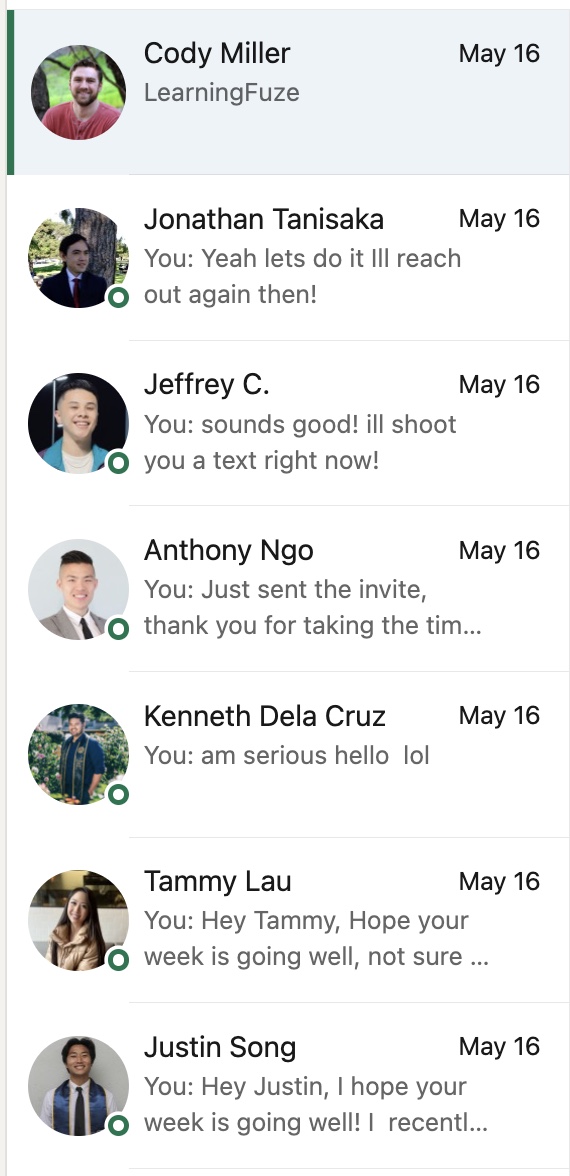 Cody Miller
May 16
LearningFuze
Jonathan Tanisaka
May 16
You: Yeah lets do it Ill reach
out again then!
Jeffrey C.
May 16
You: sounds good! ill shoot
you a text right now!
Anthony Ngo
May 16
You: Just sent the invite,
thank you for taking the tim...
Kenneth Dela Cruz
May 16
You: am serious hello  lol
Tammy Lau
May 16
You: Hey Tammy, Hope your
week is going well, not sure ...
Justin Song
May 16
You: Hey Justin, I hope your
week is going well! I  recentl...